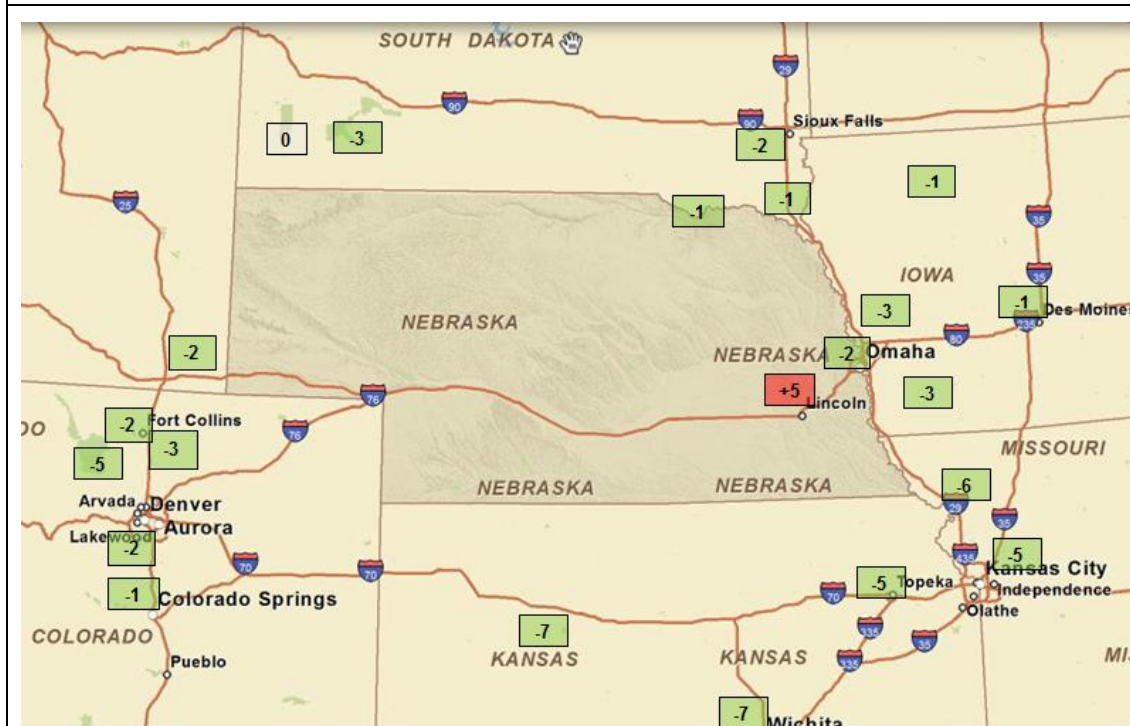 SOUTH DAKOTA
29
90
90
Sioux Falls
0
-3
-2
-1
-1
-1
25
35
IOWA
35
-3
-1
Des Moines
235
NEBRASKA
80
-2
NEBRASKA
-2
Omaha
76
+5
-3
Lincoln
-2
Fort Collins
76
DO
-3
-5
MISSOURI
NEBRASKA
NEBRASKA
-6
Arvada
Denver
29
35
Lakewood
Aurora
-2
70
70
435
-5
Kansas City
-1
Colorado Springs
-5
Topeka
70
Independence
Olathe
COLORADO
-7
335
35
KANSAS
KANSAS
335
MI
Pueblo
-7
Wichita